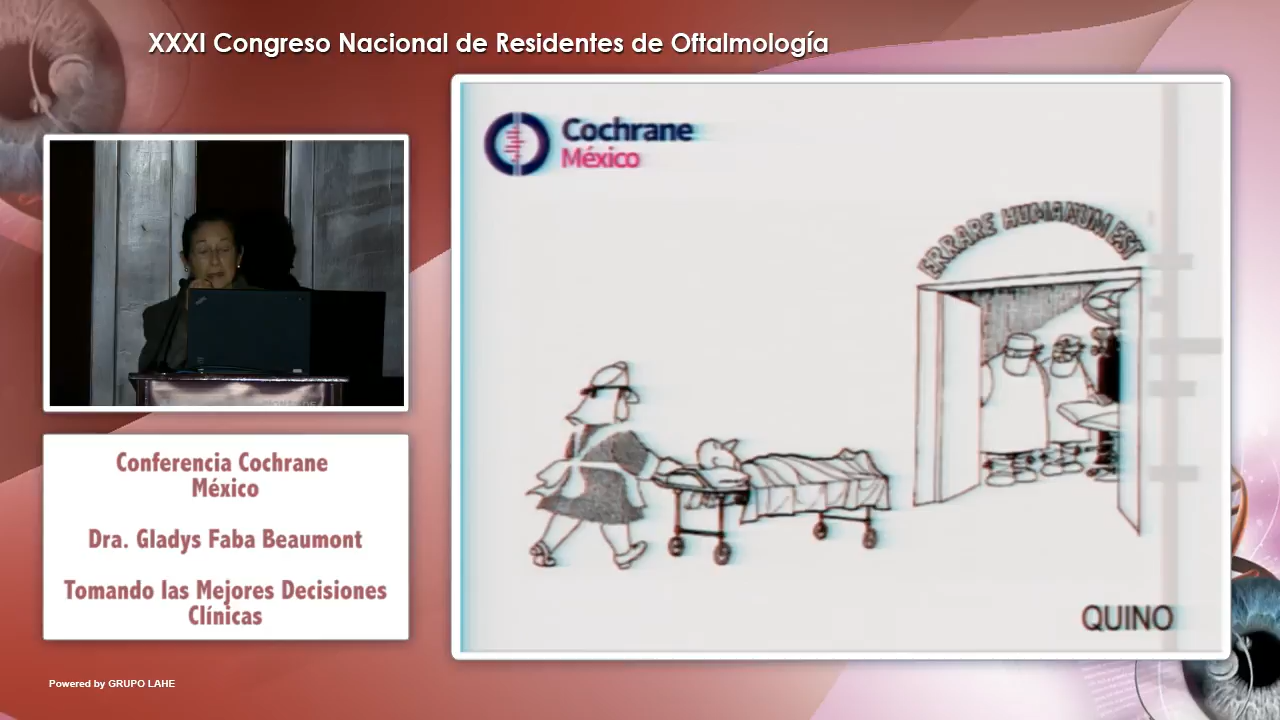 XXXI Congreso Nacional de Residentes de Oftalmología
Cochrane
México
ERRARE HUMANUM EST
QUINO
Conferencia Cochrane
México
Dra. Gladys Faba Beaumont
Tomando las Mejores Decisiones
Clínicas
Powered by GRUPO LAHE